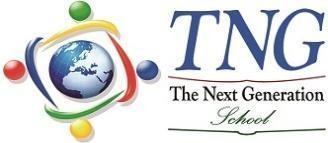 TNG
The Next Generation
School